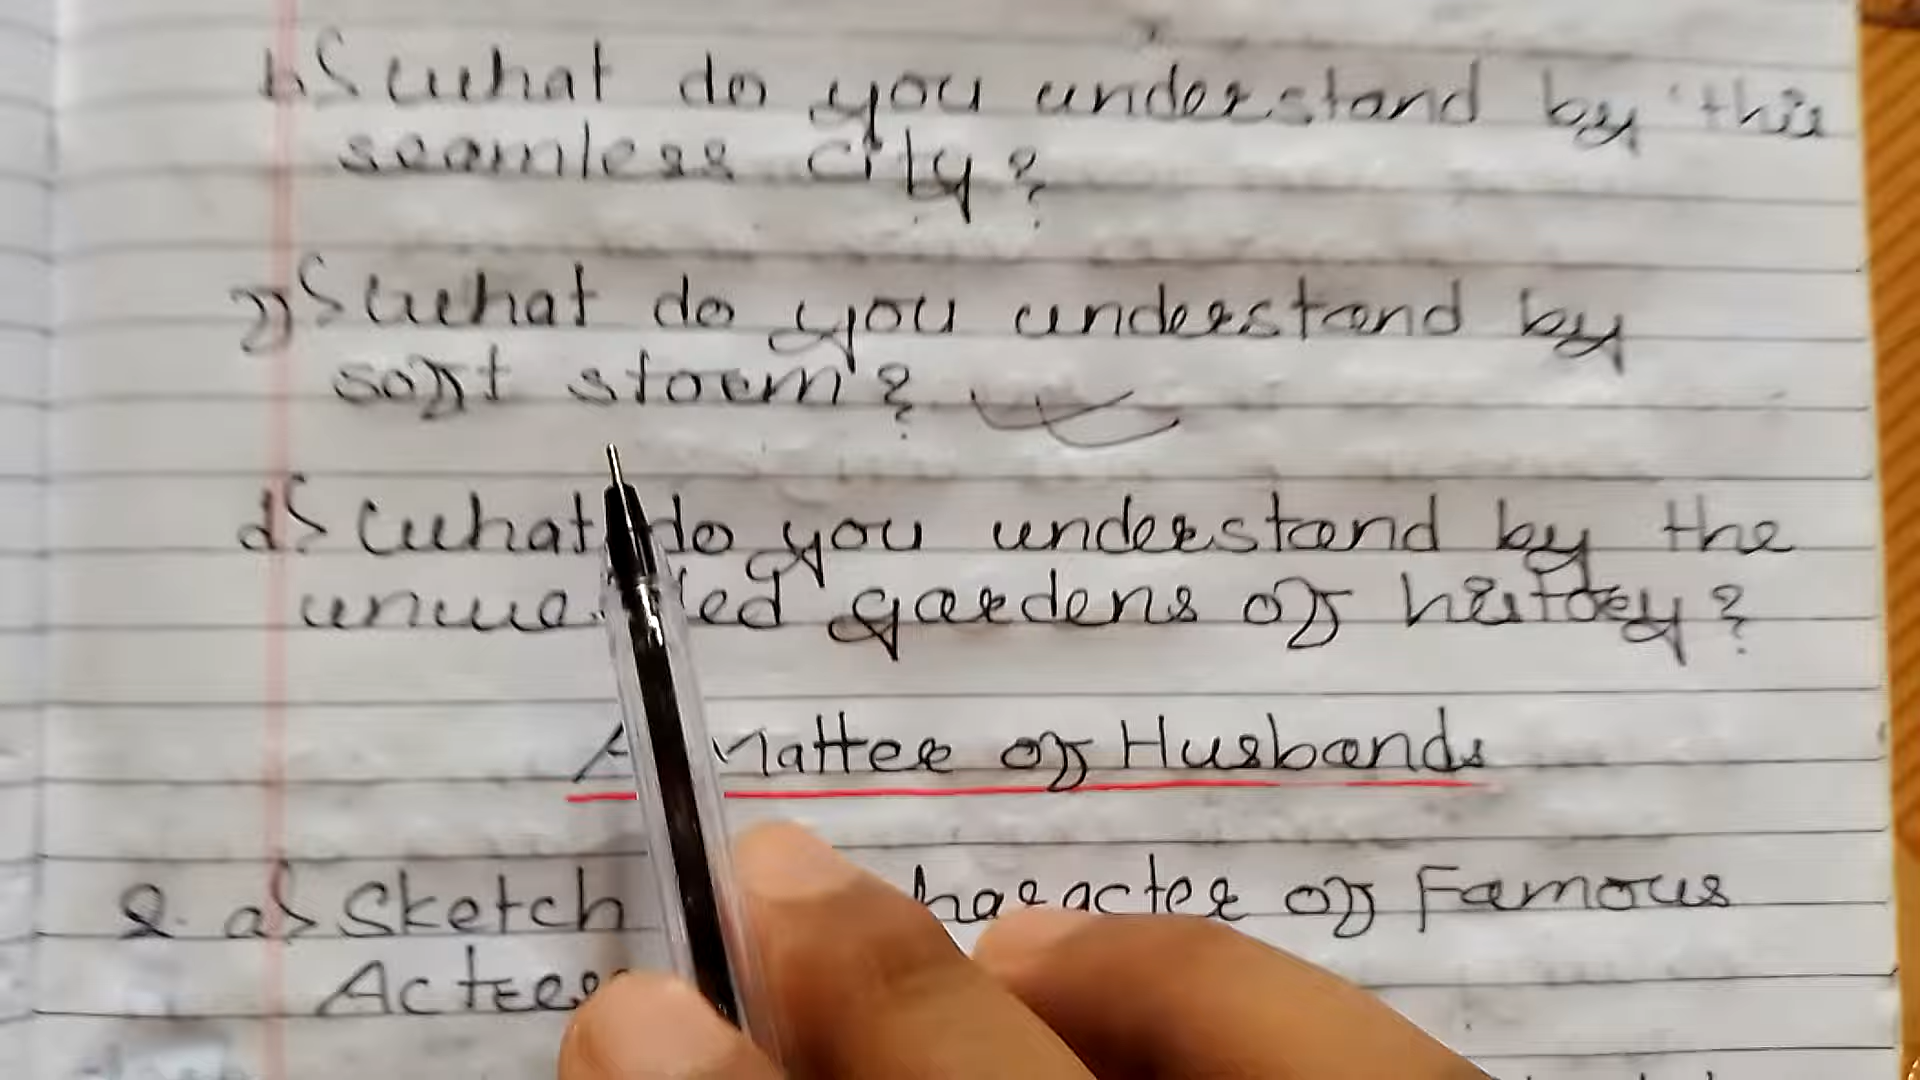 what do you understand by 'this
seamless city?
what do you understand by
soft storm'?
d) what do you understand by the
gardens of history?
A Matter of Husbands
2. a) Sketch character of Famous